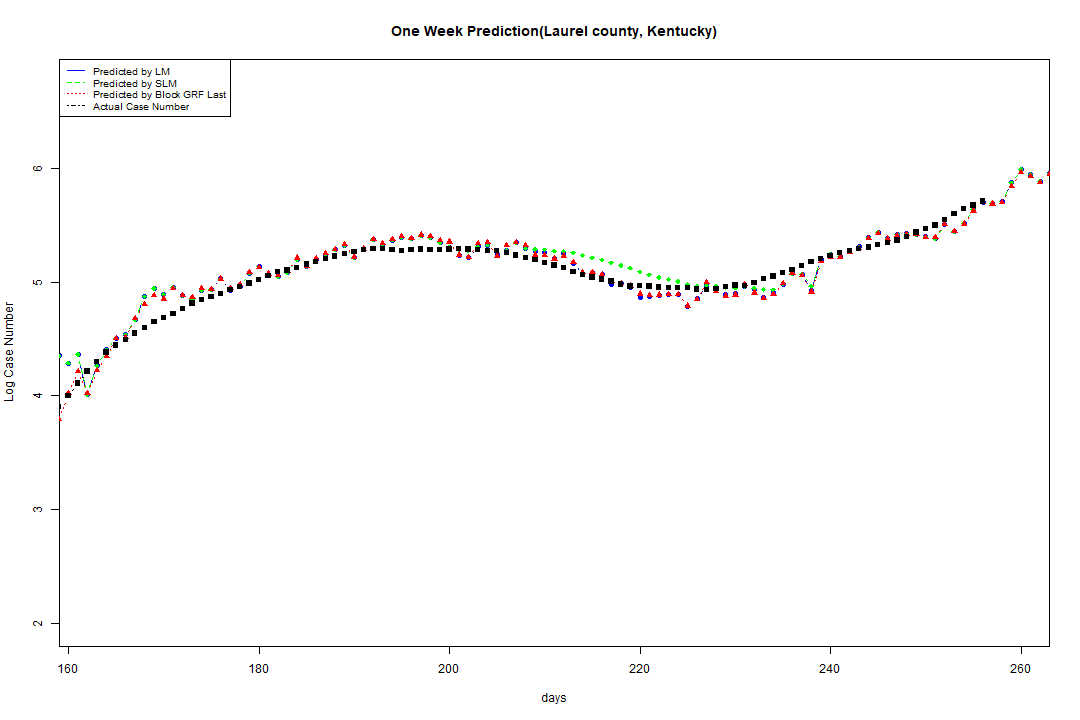 One Week Prediction(Laurel county, Kentucky)
Predicted by LM
Predicted by SLM
Predicted by Block GRF Last
Actual Case Number
6
5
4
3
2
Log Case Number
160 180 200 220 240 260
days